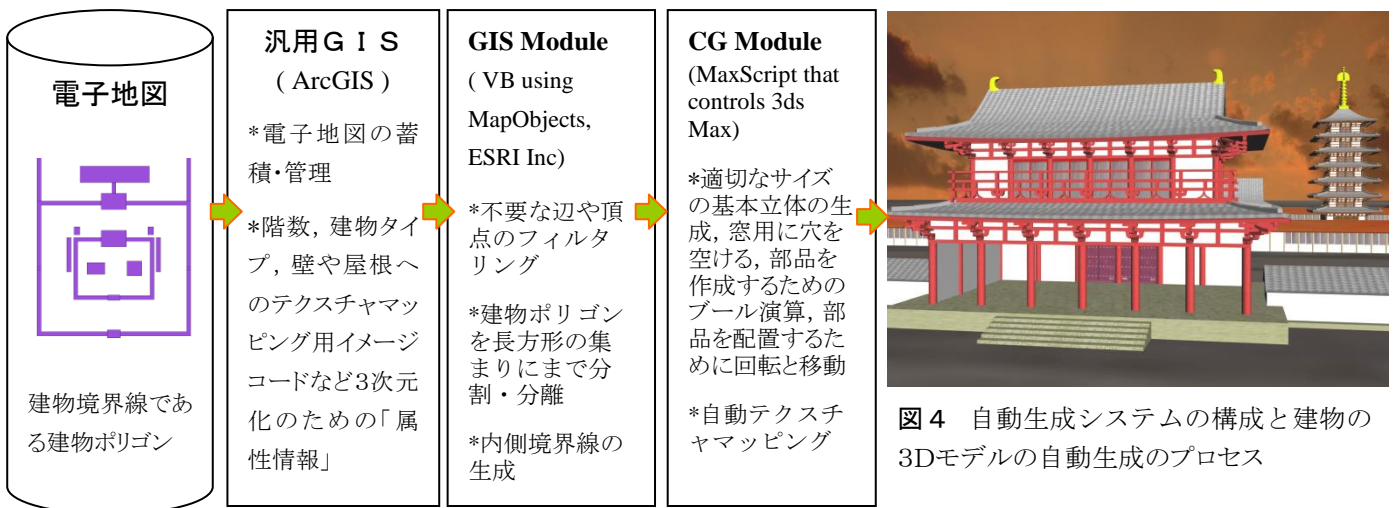 電子地図
建物境界線であ
る建物ポリゴン
汎用GIS
( ArcGIS )
*電子地図の蓄
積・管理
*階数, 建物タイ
プ, 壁や屋根へ
のテクスチャマッ
ピング用イメージ
コードなど3次元
化のための「属
性情報」
GIS Module
( VB using
MapObjects,
ESRI Inc)
*不要な辺や頂
点のフィルタ
リング
*建物ポリゴン
を長方形の集
まりにまで分
割・分離
*内側境界線の
生成
CG Module
(MaxScript that
controls 3ds
Max)
*適切なサイズ
の基本立体の生
成, 窓用に穴を
空ける, 部品を
作成するための
ブール演算, 部
品を配置するた
めに回転と移動
*自動テクスチ
ャマッピング
図4 自動生成システムの構成と建物の
3Dモデルの自動生成のプロセス